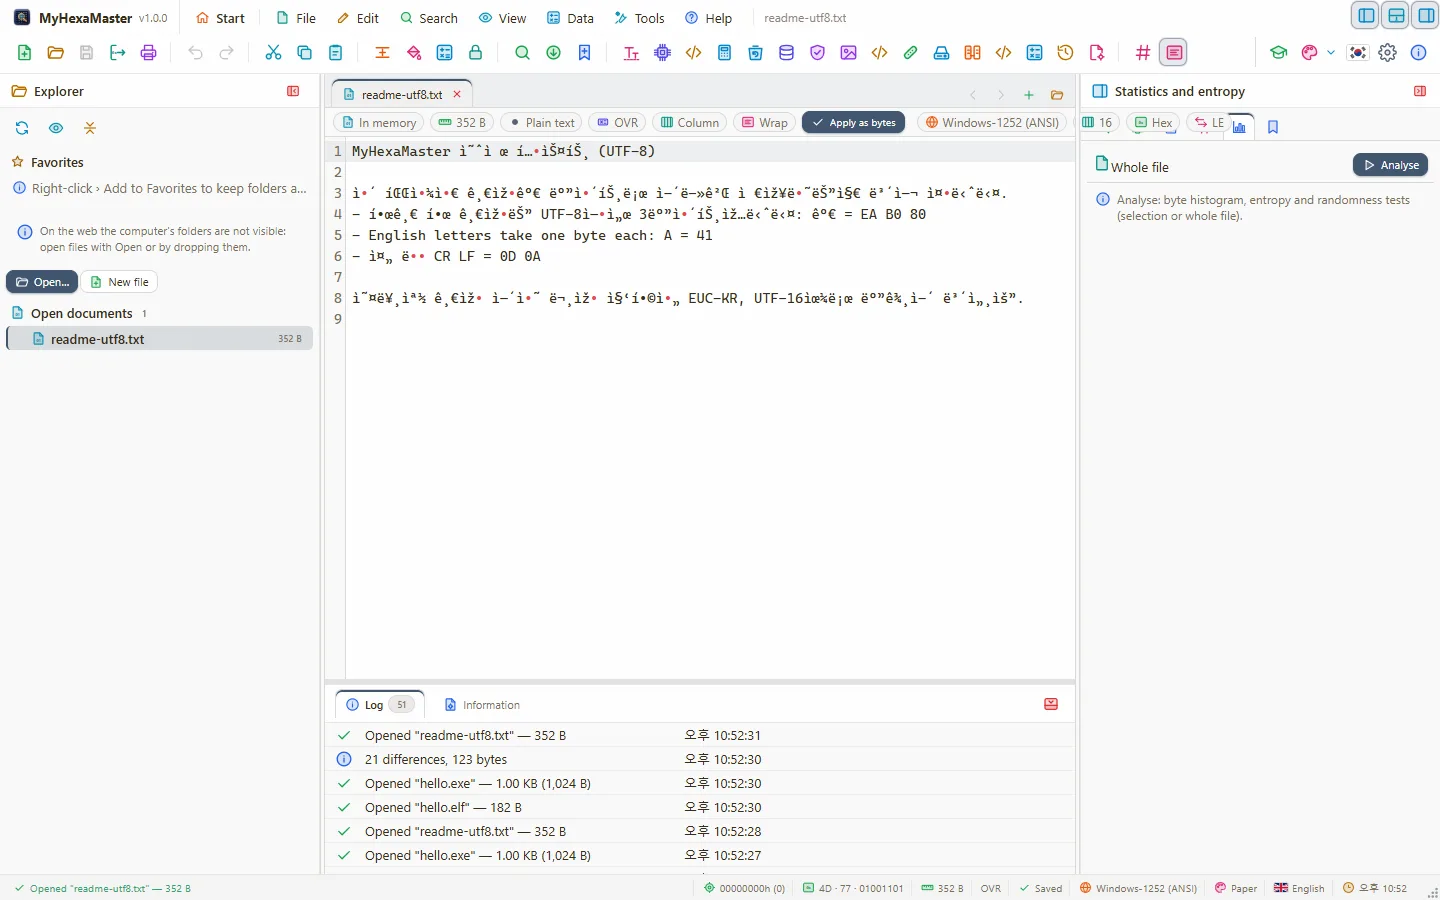 MyHexaMaster v1.0.0 Start File Edit Search View Data Tools Help readme-utf8.txt
Explorer
Favorites
Right-click › Add to Favorites to keep folders a...
On the web the computer's folders are not visible:
open files with Open or by dropping them.
Open... New file
Open documents 1
readme-utf8.txt 352 B
readme-utf8.txt
In memory 352 B Plain text OVR Column Wrap Apply as bytes Windows-1252 (ANSI) 16 Hex LE
1
2
3
4 UTF-8 EA B0 80
5 – English letters take one byte each: A = 41
6 CR LF = 0D 0A
7
8 EUC-KR, UTF-16
9
Log 51 Information
Opened "readme-utf8.txt" — 352 B 오후 10:52:31
21 differences, 123 bytes 오후 10:52:30
Opened "hello.exe" — 1.00 KB (1,024 B) 오후 10:52:30
Opened "hello.elf" — 182 B 오후 10:52:30
Opened "readme-utf8.txt" — 352 B 오후 10:52:28
Opened "hello.exe" — 1.00 KB (1,024 B) 오후 10:52:27
Statistics and entropy
Whole file Analyse
Analyse: byte histogram, entropy and randomness tests
(selection or whole file).
Opened "readme-utf8.txt" — 352 B 00000000h (0) 4D · 77 · 01001101 352 B OVR Saved Windows-1252 (ANSI) Paper English 오후 10:52